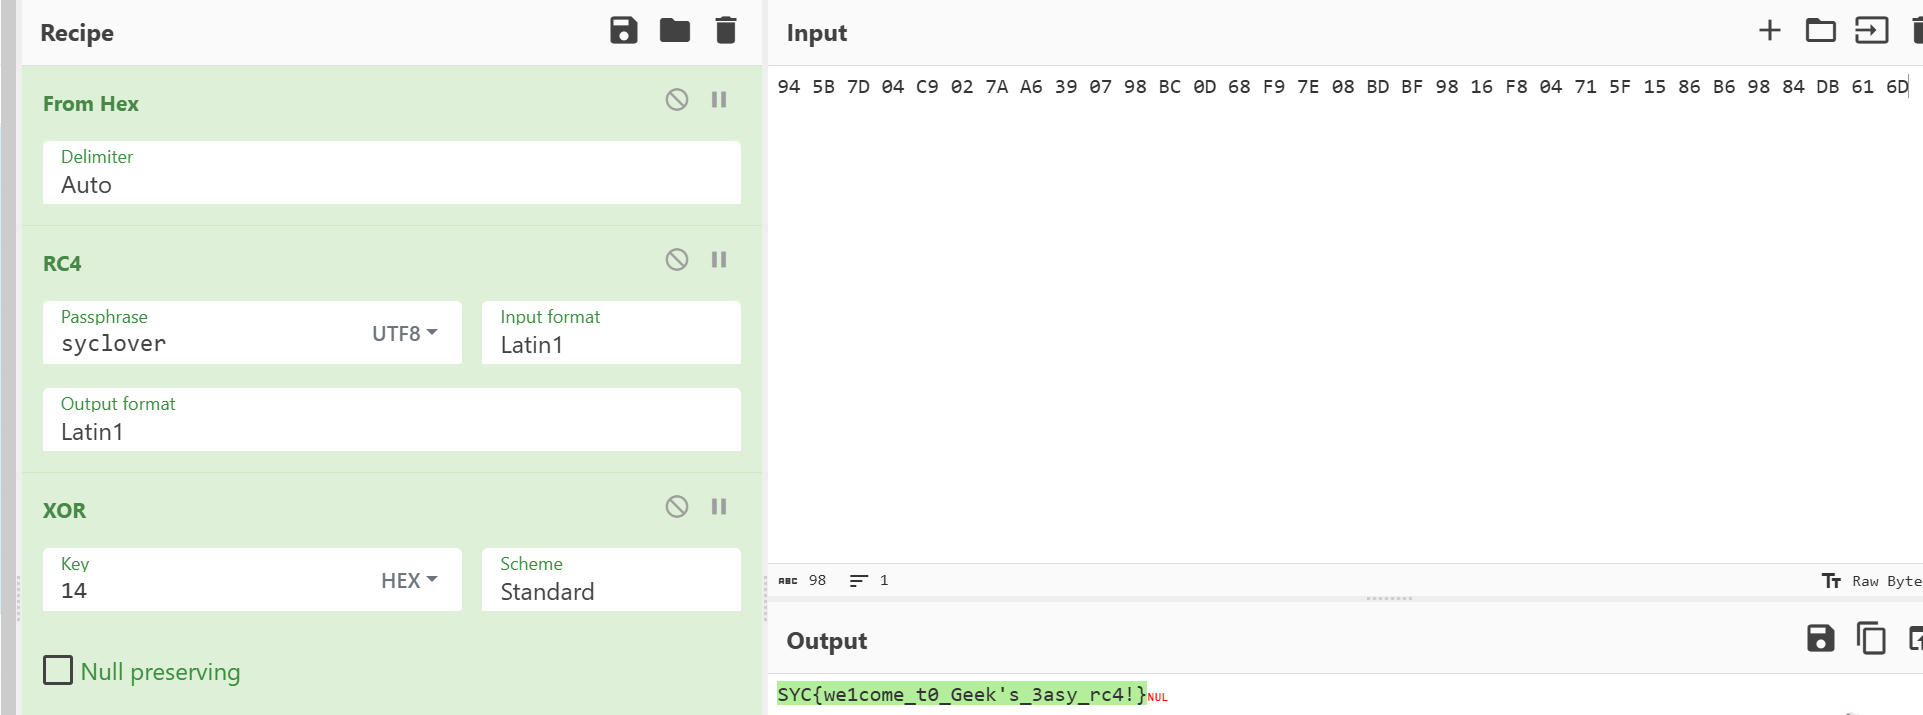 Recipe
From Hex
Delimiter
Auto
RC4
Passphrase
syclover
UTF8
Input format
Latin1
Output format
Latin1
XOR
Key
14
HEX
Scheme
Standard
Null preserving
Input
94 5B 7D 04 C9 02 7A A6 39 07 98 BC 0D 68 F9 7E 08 BD BF 98 16 F8 04 71 5F 15 86 B6 98 84 DB 61 6D
ABC 98
1
Tт Raw Byte
Output
SYC{we1come_t0_Geek's_3asy_rc4!}NUL